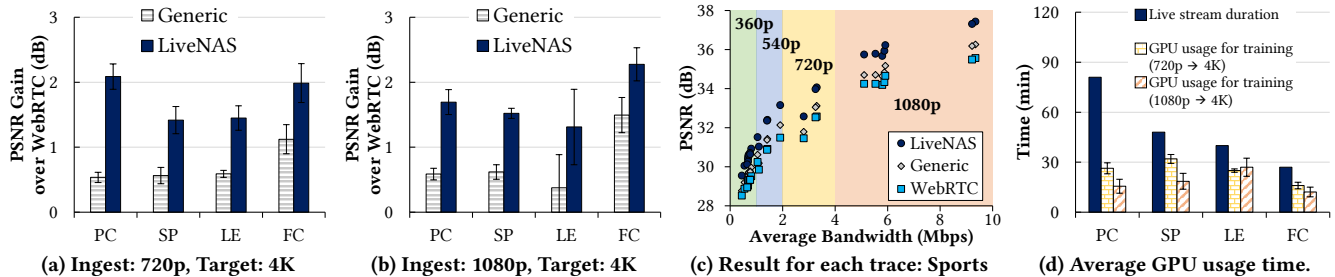 PSNR Gain
over WebRTC (dB)
3
2
1
0
Generic
LiveNAS
PC SP LE FC
(a) Ingest: 720p, Target: 4K
PSNR Gain
over WebRTC (dB)
3
2
1
0
Generic
LiveNAS
PC SP LE FC
(b) Ingest: 1080p, Target: 4K
PSNR (dB)
38
36
34
32
30
28
360p
540p
720p
1080p
LiveNAS
Generic
WebRTC
0 2 4 6 8 10
Average Bandwidth (Mbps)
(c) Result for each trace: Sports
Time (min)
120
90
60
30
0
Live stream duration
GPU usage for training
(720p → 4K)
GPU usage for training
(1080p → 4K)
PC SP LE FC
(d) Average GPU usage time.